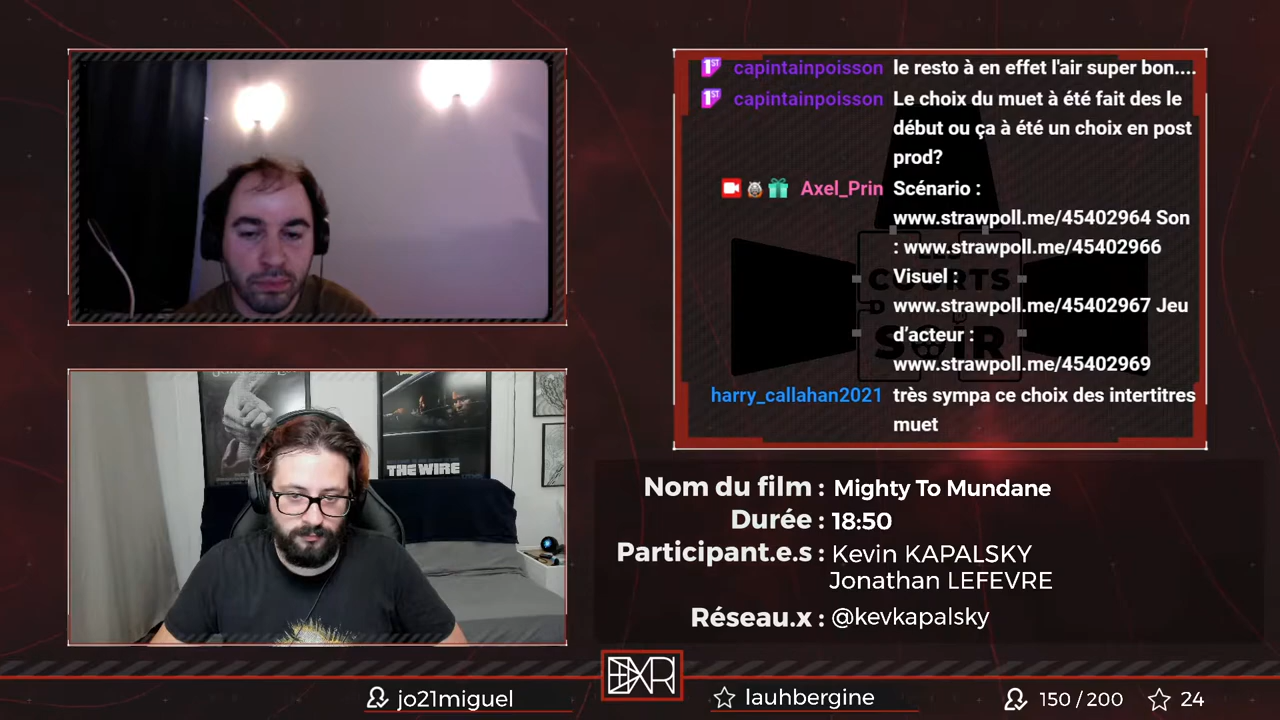 capintainpoisson le resto à en effet l'air super bon....
capintainpoisson Le choix du muet à été fait des le
début ou ça à été un choix en post
prod?
Axel_Prin Scénario :
www.strawpoll.me/45402964 Son
: www.strawpoll.me/45402966
Visuel :
www.strawpoll.me/45402967 Jeu
d'acteur :
www.strawpoll.me/45402969
harry_callahan2021 très sympa ce choix des intertitres
muet
COURTS
SOIR
THE WIRE
Nom du film : Mighty To Mundane
Durée : 18:50
Participant.e.s : Kevin KAPALSKY
Jonathan LEFEVRE
Réseau.x : @kevkapalsky
jo21miguel
lauhbergine
150 / 200
24